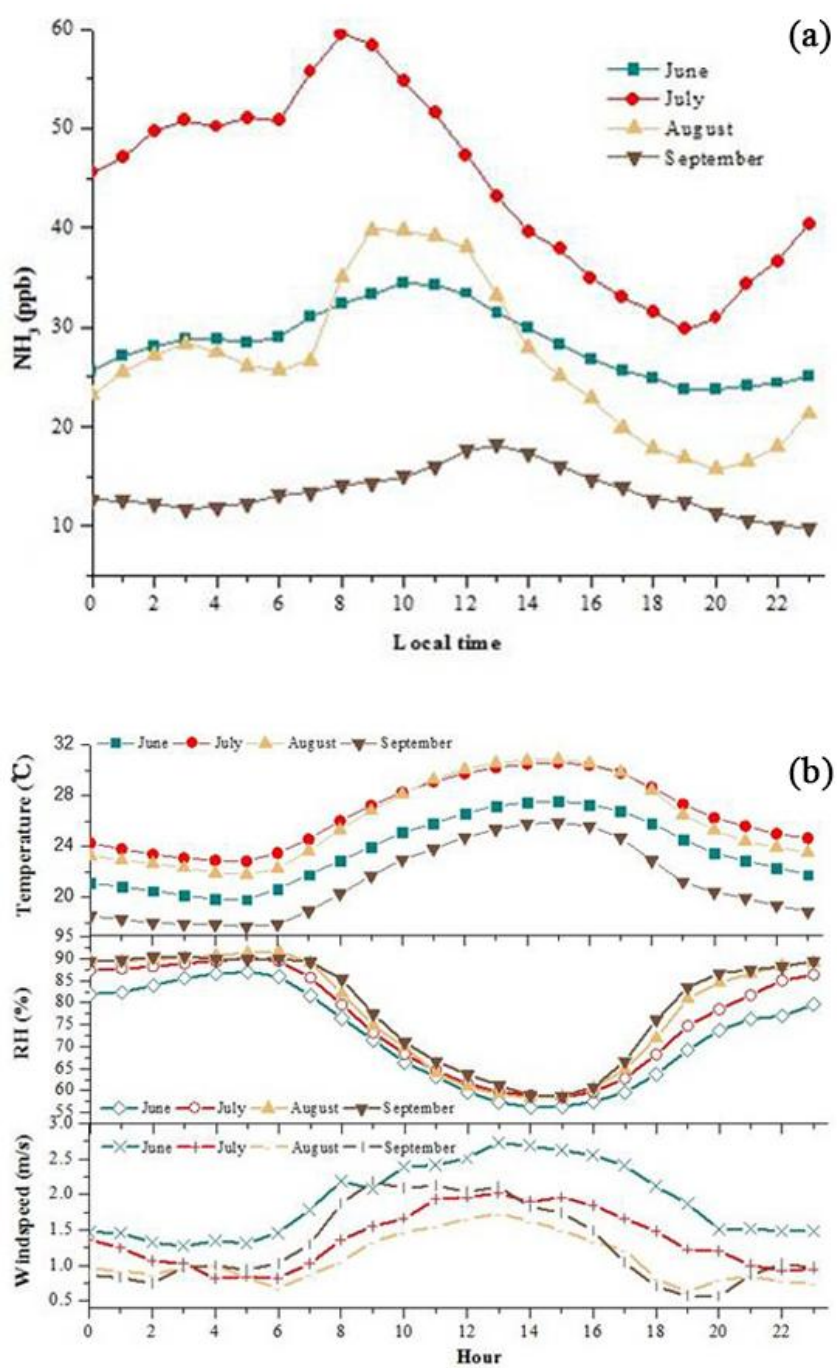 (a)
60
50
40
30
20
10
NH3 (ppb)
June
July
August
September
0 2 4 6 8 10 12 14 16 18 20 22
Local time
(b)
June July August September
32
28
24
20
Temperature (℃)
95
90
85
80
75
70
65
60
55
RH (%)
June July August September
3.0
2.5
2.0
1.5
1.0
0.5
Windspeed (m/s)
June July August September
0 2 4 6 8 10 12 14 16 18 20 22
Hour